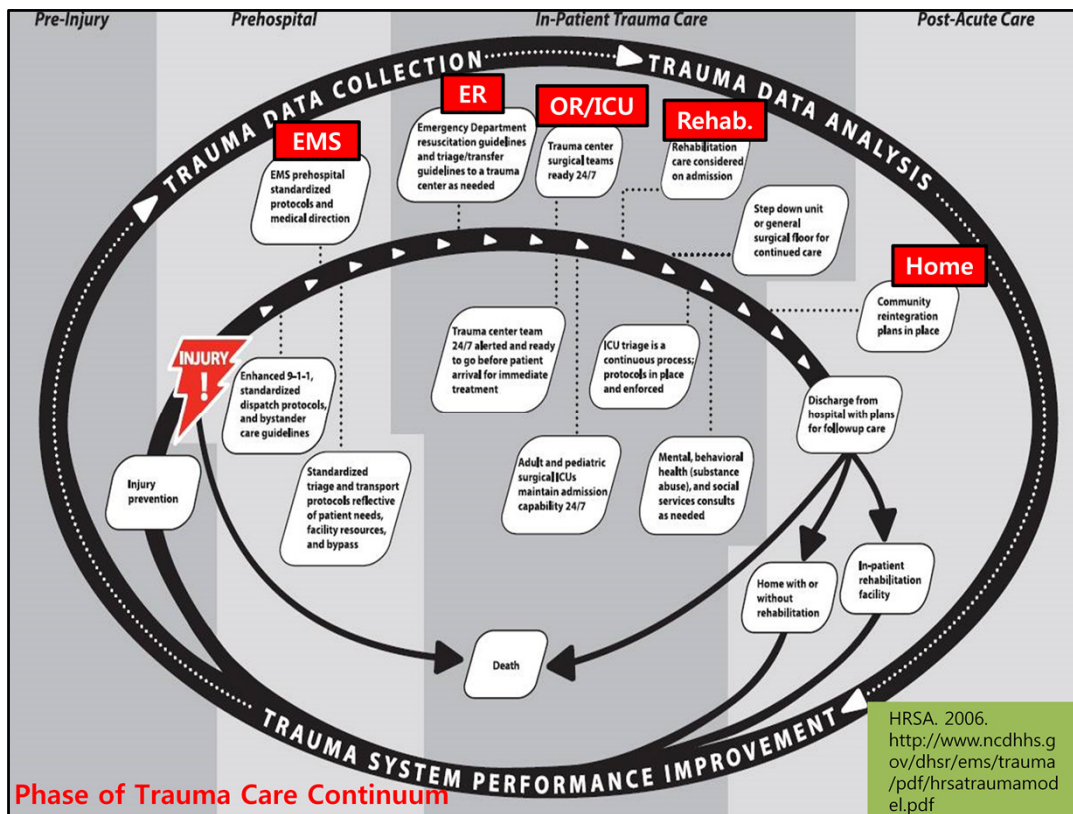 Pre-Injury
Prehospital
In-Patient Trauma Care
Post-Acute Care
TRAUMA DATA COLLECTION
TRAUMA DATA ANALYSIS
ER
OR/ICU
Rehab.
EMS
Home
Emergency Department
resuscitation guidelines
and triage/transfer
guidelines to a trauma
center as needed
Trauma center
surgical teams
ready 24/7
Rehabilitation
care considered
on admission
EMS prehospital
standardized
protocols and
medical direction
Step down unit
or general
surgical floor for
continued care
Community
reintegration
plans in place
INJURY
!
Enhanced 9-1-1,
standardized
dispatch protocols,
and bystander
care guidelines
Trauma center team
24/7 alerted and ready
to go before patient
arrival for immediate
treatment
ICU triage is a
continuous process;
protocols in place
and enforced
Discharge from
hospital with plans
for followup care
Injury
prevention
Standardized
triage and transport
protocols reflective
of patient needs,
facility resources,
and bypass
Adult and pediatric
surgical ICUs
maintain admission
capability 24/7
Mental, behavioral
health (substance
abuse), and social
services consults
as needed
Home with or
without
rehabilitation
In-patient
rehabilitation
facility
Death
TRAUMA SYSTEM PERFORMANCE IMPROVEMENT
Phase of Trauma Care Continuum
HRSA. 2006.
http://www.ncdhhs.g
ov/dhsr/ems/trauma
/pdf/hrsatraumamod
el.pdf